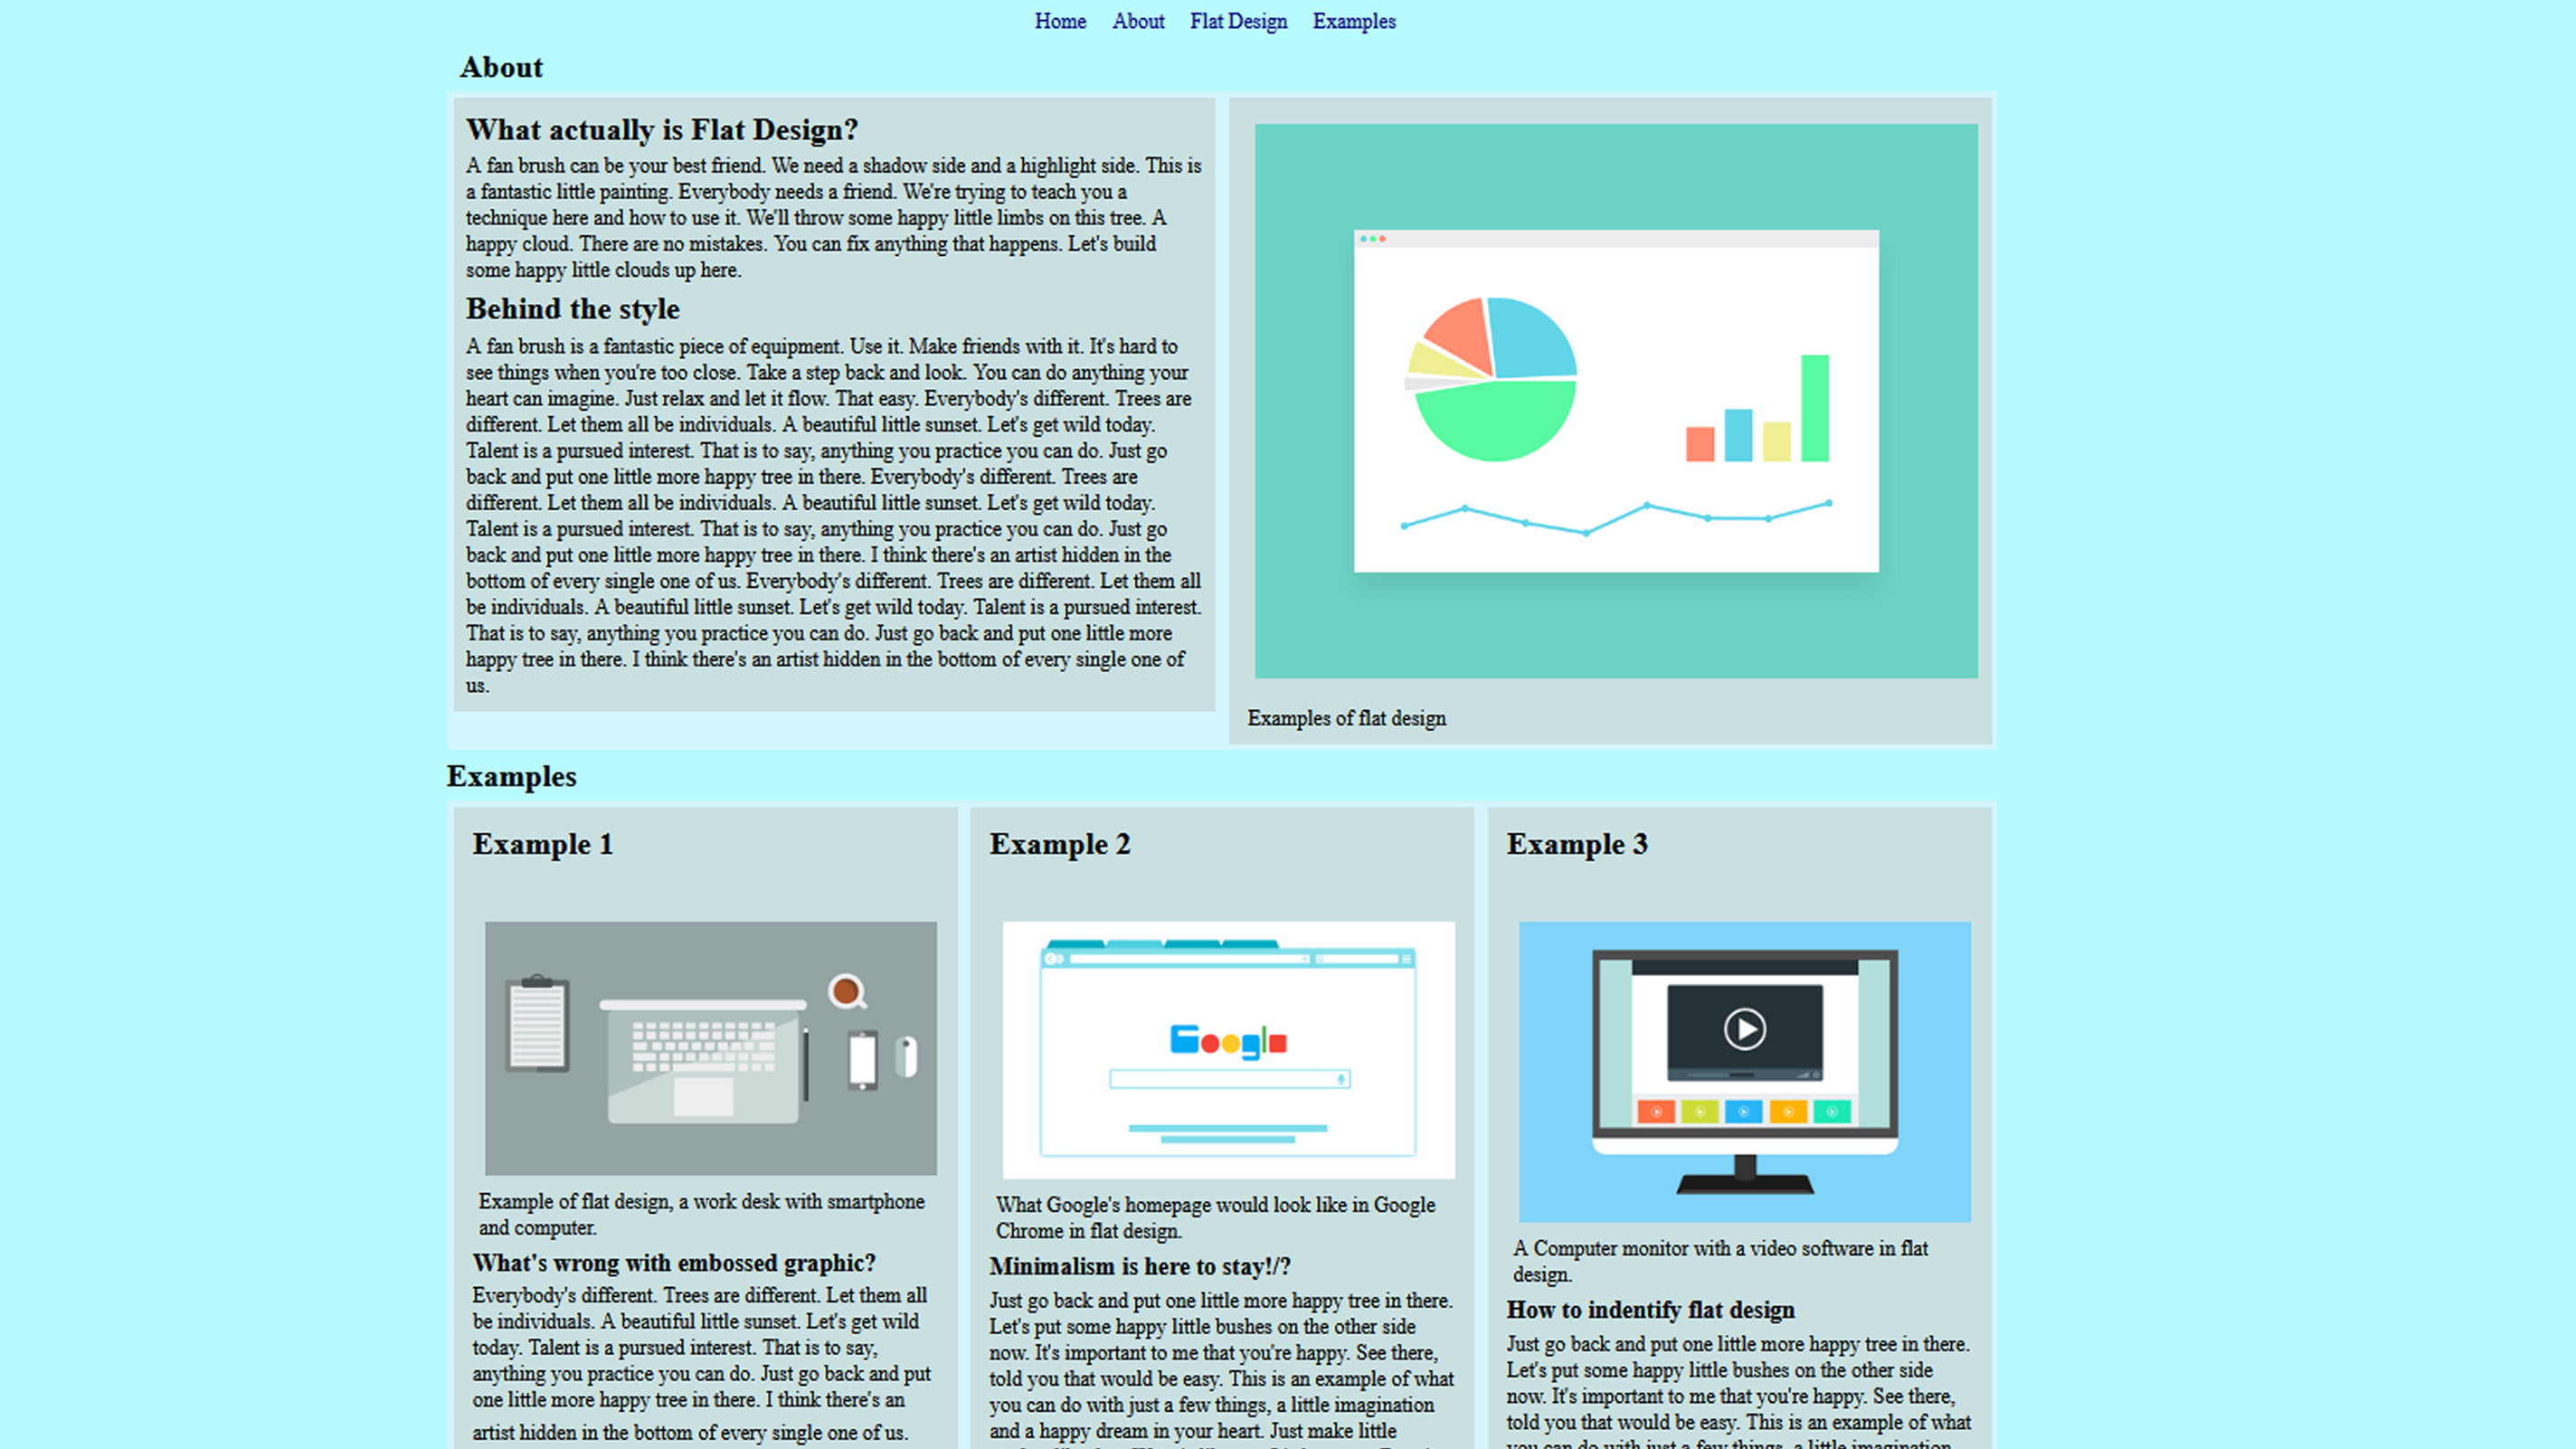 Home About Flat Design Examples
About
What actually is Flat Design?
A fan brush can be your best friend. We need a shadow side and a highlight side. This is
a fantastic little painting. Everybody needs a friend. We're trying to teach you a
technique here and how to use it. We'll throw some happy little limbs on this tree. A
happy cloud. There are no mistakes. You can fix anything that happens. Let's build
some happy little clouds up here.
Behind the style
A fan brush is a fantastic piece of equipment. Use it. Make friends with it. It's hard to
see things when you're too close. Take a step back and look. You can do anything your
heart can imagine. Just relax and let it flow. That easy. Everybody's different. Trees are
different. Let them all be individuals. A beautiful little sunset. Let's get wild today.
Talent is a pursued interest. That is to say, anything you practice you can do. Just go
back and put one little more happy tree in there. Everybody's different. Trees are
different. Let them all be individuals. A beautiful little sunset. Let's get wild today.
Talent is a pursued interest. That is to say, anything you practice you can do. Just go
back and put one little more happy tree in there. I think there's an artist hidden in the
bottom of every single one of us. Everybody's different. Trees are different. Let them all
be individuals. A beautiful little sunset. Let's get wild today. Talent is a pursued interest.
That is to say, anything you practice you can do. Just go back and put one little more
happy tree in there. I think there's an artist hidden in the bottom of every single one of
us.
Examples of flat design
Examples
Example 1
Example of flat design, a work desk with smartphone
and computer.
What's wrong with embossed graphic?
Everybody's different. Trees are different. Let them all
be individuals. A beautiful little sunset. Let's get wild
today. Talent is a pursued interest. That is to say,
anything you practice you can do. Just go back and put
one little more happy tree in there. I think there's an
artist hidden in the bottom of every single one of us.
Example 2
Google
What Google's homepage would look like in Google
Chrome in flat design.
Minimalism is here to stay!/?
Just go back and put one little more happy tree in there.
Let's put some happy little bushes on the other side
now. It's important to me that you're happy. See there,
told you that would be easy. This is an example of what
you can do with just a few things, a little imagination
and a happy dream in your heart. Just make little
Example 3
A Computer monitor with a video software in flat
design.
How to indentify flat design
Just go back and put one little more happy tree in there.
Let's put some happy little bushes on the other side
now. It's important to me that you're happy. See there,
told you that would be easy. This is an example of what
you can do with just a few things, a little imagination